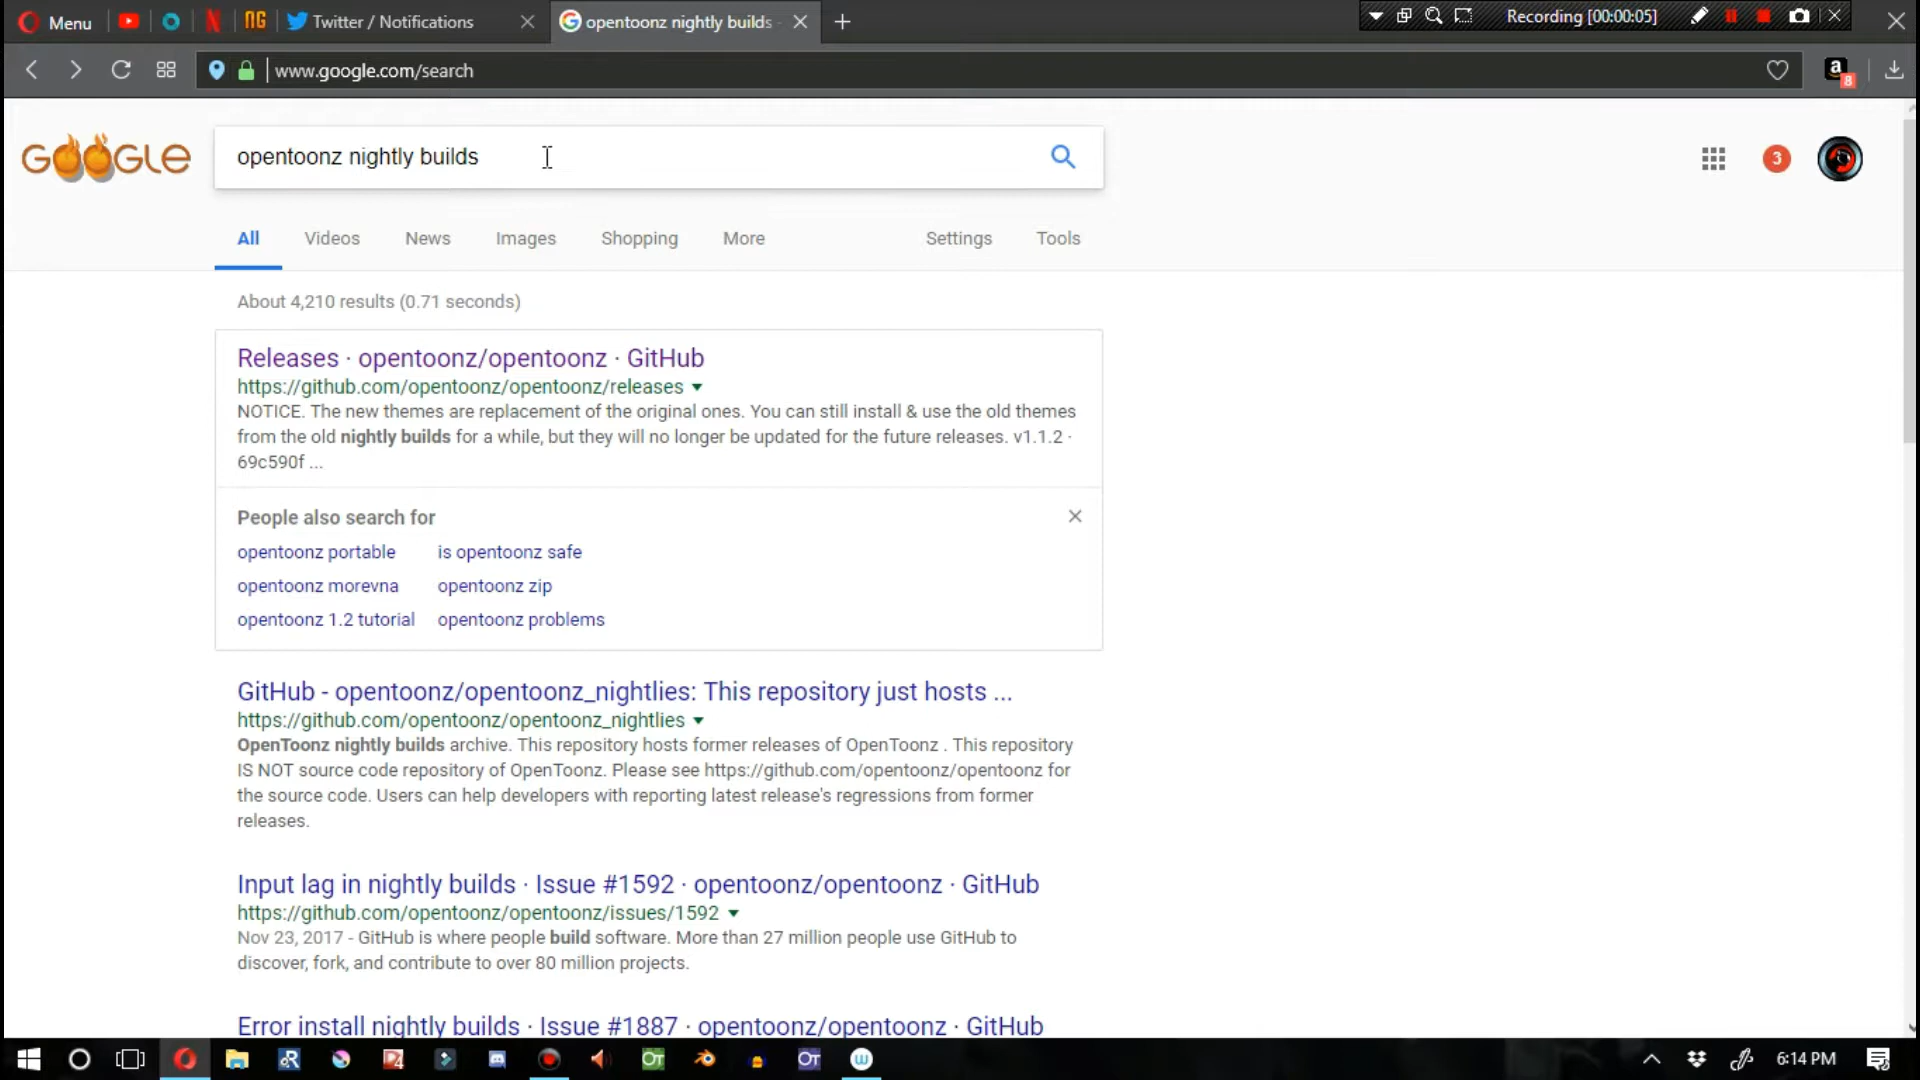 Menu
NG
Twitter / Notifications
opentoonz nightly builds -
Recording [00:00:05]
www.google.com/search
a
8
GOOGLE
opentoonz nightly builds
3
All
Videos
News
Images
Shopping
More
Settings
Tools
About 4,210 results (0.71 seconds)
Releases · opentoonz/opentoonz · GitHub
https://github.com/opentoonz/opentoonz/releases
NOTICE. The new themes are replacement of the original ones. You can still install & use the old themes
from the old nightly builds for a while, but they will no longer be updated for the future releases. v1.1.2 ·
69c590f ...
People also search for
opentoonz portable
is opentoonz safe
opentoonz morevna
opentoonz zip
opentoonz 1.2 tutorial
opentoonz problems
GitHub - opentoonz/opentoonz_nightlies: This repository just hosts ...
https://github.com/opentoonz/opentoonz_nightlies
OpenToonz nightly builds archive. This repository hosts former releases of OpenToonz . This repository
IS NOT source code repository of OpenToonz. Please see https://github.com/opentoonz/opentoonz for
the source code. Users can help developers with reporting latest release's regressions from former
releases.
Input lag in nightly builds · Issue #1592 · opentoonz/opentoonz · GitHub
https://github.com/opentoonz/opentoonz/issues/1592
Nov 23, 2017 - GitHub is where people build software. More than 27 million people use GitHub to
discover, fork, and contribute to over 80 million projects.
Error install nightly builds · Issue #1887 · opentoonz/opentoonz · GitHub
OT
OT
6:14 PM